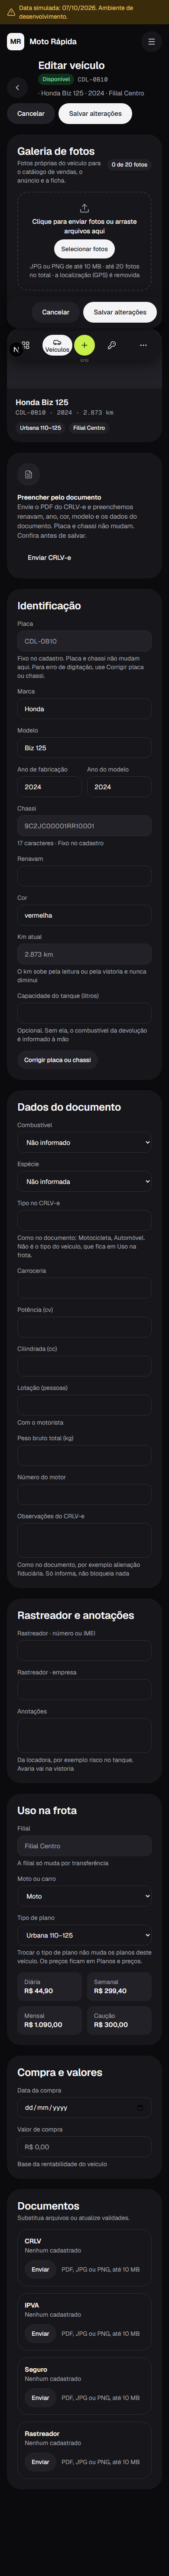 Data simulada: 07/10/2026. Ambiente de
desenvolvimento.
MR
Moto Rápida
Editar veículo
Disponível CDL-0B10
· Honda Biz 125 · 2024 · Filial Centro
Cancelar
Salvar alterações
Galeria de fotos
Fotos próprias do veículo para
o catálogo de vendas, o
anúncio e a ficha.
0 de 20 fotos
Clique para enviar fotos ou arraste
arquivos aqui
Selecionar fotos
JPG ou PNG de até 10 MB · até 20 fotos
no total · a localização (GPS) é removida
Cancelar
Salvar alterações
N
Veículos
Honda Biz 125
CDL-0B10 · 2024 · 2.873 km
Urbana 110–125
Filial Centro
Preencher pelo documento
Envie o PDF do CRLV-e e preenchemos
renavam, ano, cor, modelo e os dados do
documento. Placa e chassi não mudam.
Confira antes de salvar.
Enviar CRLV-e
Identificação
Placa
CDL-0B10
Fixo no cadastro. Placa e chassi não mudam
aqui. Para erro de digitação, use Corrigir placa
ou chassi.
Marca
Honda
Modelo
Biz 125
Ano de fabricação
Ano do modelo
2024
2024
Chassi
9C2JC00001RR10001
17 caracteres · Fixo no cadastro
Renavam
Cor
vermelha
Km atual
2.873 km
O km sobe pela leitura ou pela vistoria e nunca
diminui
Capacidade do tanque (litros)
Opcional. Sem ela, o combustível da devolução
é informado à mão
Corrigir placa ou chassi
Dados do documento
Combustível
Não informado
Espécie
Não informada
Tipo no CRLV-e
Como no documento: Motocicleta, Automóvel.
Não é o tipo do veículo, que fica em Uso na
frota.
Carroceria
Potência (cv)
Cilindrada (cc)
Lotação (pessoas)
Com o motorista
Peso bruto total (kg)
Número do motor
Observações do CRLV-e
Como no documento, por exemplo alienação
fiduciária. Só informa, não bloqueia nada
Rastreador e anotações
Rastreador · número ou IMEI
Rastreador · empresa
Anotações
Da locadora, por exemplo risco no tanque.
Avaria vai na vistoria
Uso na frota
Filial
Filial Centro
A filial só muda por transferência
Moto ou carro
Moto
Tipo de plano
Urbana 110–125
Trocar o tipo de plano não muda os planos deste
veículo. Os preços ficam em Planos e preços.
Diária
R$ 44,90
Semanal
R$ 299,40
Mensal
R$ 1.090,00
Caução
R$ 300,00
Compra e valores
Data da compra
dd/mm/yyyy
Valor de compra
R$ 0,00
Base da rentabilidade do veículo
Documentos
Substitua arquivos ou atualize validades.
CRLV
Nenhum cadastrado
Enviar
PDF, JPG ou PNG, até 10 MB
IPVA
Nenhum cadastrado
Enviar
PDF, JPG ou PNG, até 10 MB
Seguro
Nenhum cadastrado
Enviar
PDF, JPG ou PNG, até 10 MB
Rastreador
Nenhum cadastrado
Enviar
PDF, JPG ou PNG, até 10 MB